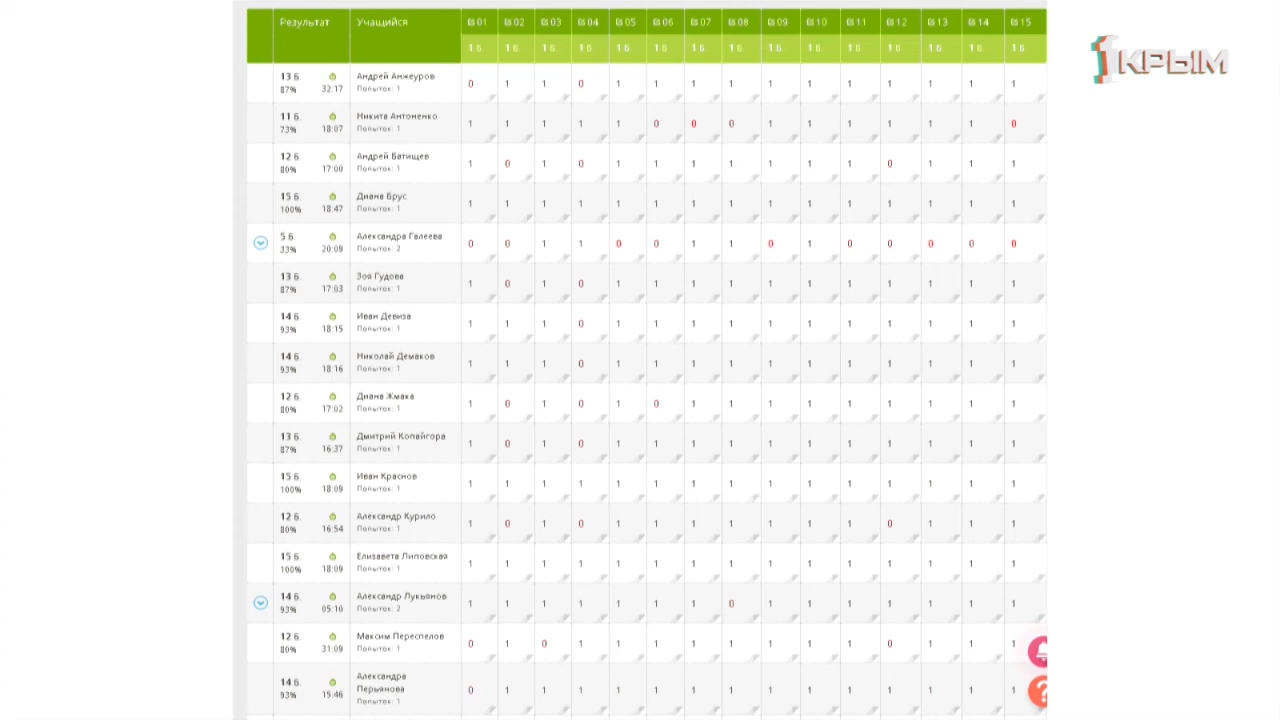 Результат Учащийся 01 02 03 04 05 06 07 08 09 10 11 12 13 14 15
1 б. 1 б. 1 б. 1 б. 1 б. 1 б. 1 б. 1 б. 1 б. 1 б. 1 б. 1 б. 1 б. 1 б. 1 б.
1КРЫМ
13 б. Андрей Анжеуров
87% 32:17 Попыток: 1
0 1 1 0 1 1 1 1 1 1 1 1 1 1 1
11 б. Никита Антоненко
73% 18:07 Попыток: 1
1 1 1 1 1 0 0 0 1 1 1 1 1 1 0
12 б. Андрей Батищев
80% 17:00 Попыток: 1
1 0 1 0 1 1 1 1 1 1 1 0 1 1 1
15 б. Диана Брус
100% 18:47 Попыток: 1
1 1 1 1 1 1 1 1 1 1 1 1 1 1 1
5 б. Александра Галеева
33% 20:09 Попыток: 2
0 0 1 1 0 0 1 1 0 1 0 0 0 0 0
13 б. Зоя Гудова
87% 17:03 Попыток: 1
1 0 1 0 1 1 1 1 1 1 1 1 1 1 1
14 б. Иван Девиза
93% 18:15 Попыток: 1
1 1 1 0 1 1 1 1 1 1 1 1 1 1 1
14 б. Николай Демаков
93% 18:16 Попыток: 1
1 1 1 0 1 1 1 1 1 1 1 1 1 1 1
12 б. Диана Жмака
80% 17:02 Попыток: 1
1 0 1 0 1 0 1 1 1 1 1 1 1 1 1
13 б. Дмитрий Копайгора
87% 16:37 Попыток: 1
1 0 1 0 1 1 1 1 1 1 1 1 1 1 1
15 б. Иван Краснов
100% 18:09 Попыток: 1
1 1 1 1 1 1 1 1 1 1 1 1 1 1 1
12 б. Александр Курило
80% 16:54 Попыток: 1
1 0 1 0 1 1 1 1 1 1 1 0 1 1 1
15 б. Елизавета Липовская
100% 18:09 Попыток: 1
1 1 1 1 1 1 1 1 1 1 1 1 1 1 1
14 б. Александр Лукьянов
93% 05:10 Попыток: 2
1 1 1 1 1 1 1 0 1 1 1 1 1 1 1
12 б. Максим Переспелов
80% 31:09 Попыток: 1
0 1 0 1 1 1 1 1 1 1 1 0 1 1 1
14 б. Александра
Перьянова
93% 15:46 Попыток: 1
0 1 1 1 1 1 1 1 1 1 1 1 1 1 1
?